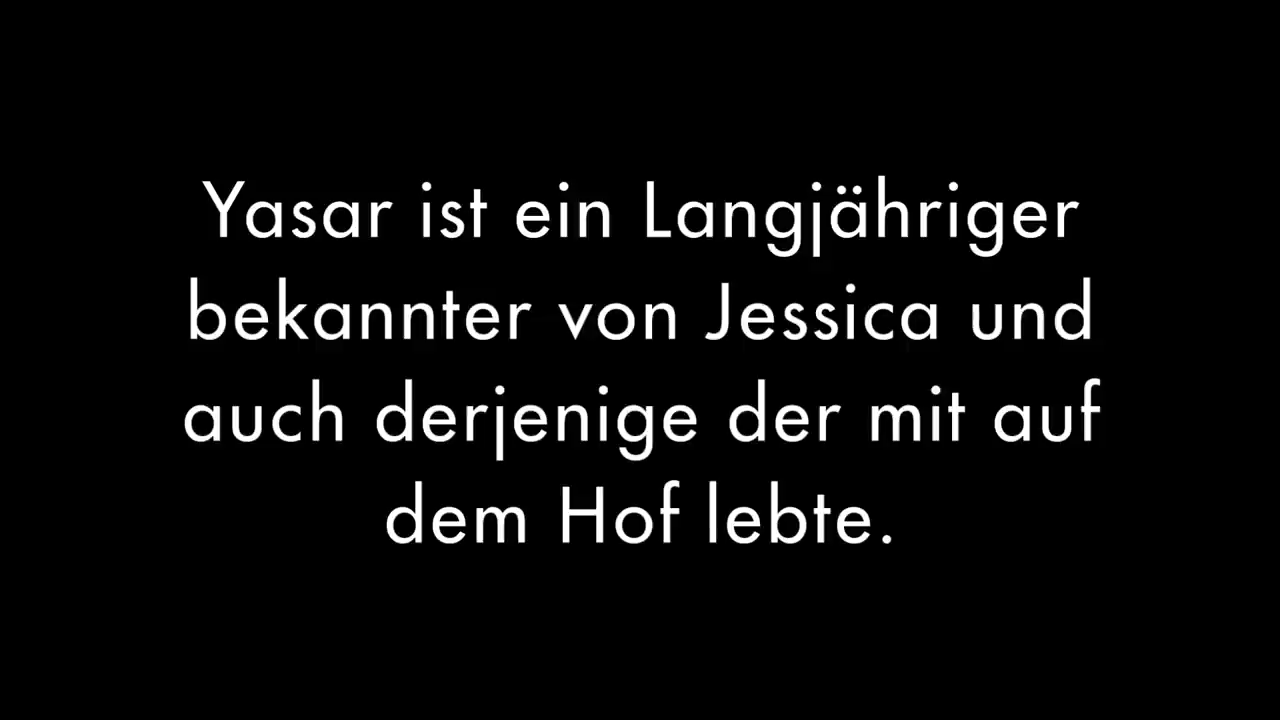 Yasar ist ein Langjähriger
bekannter von Jessica und
auch derjenige der mit auf
dem Hof lebte.